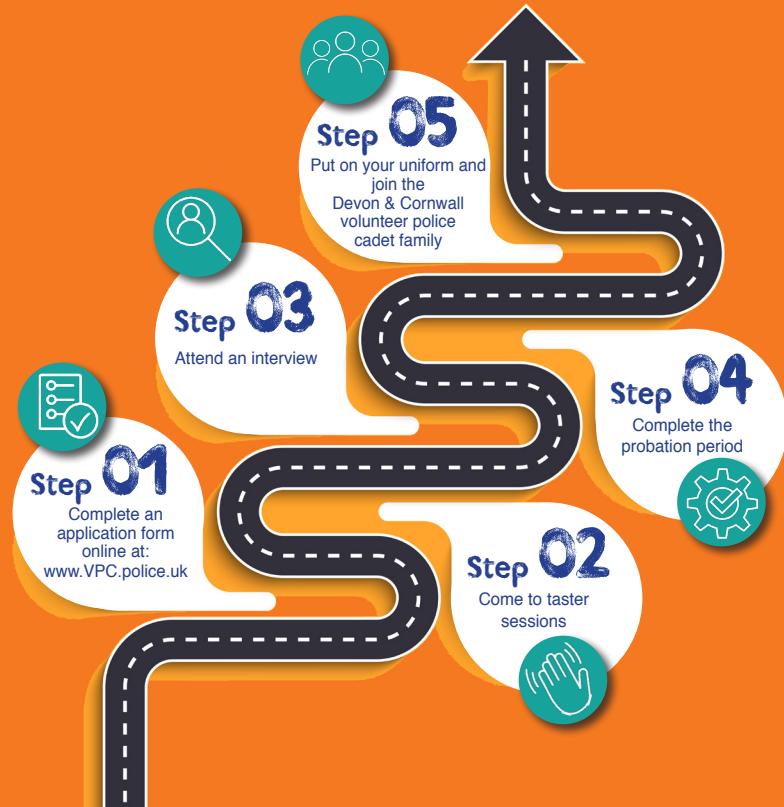 Step 01
Complete an
application form
online at:
www.VPC.police.uk
Step 02
Come to taster
sessions
Step 03
Attend an interview
Step 04
Complete the
probation period
Step 05
Put on your uniform and
join the
Devon & Cornwall
volunteer police
cadet family